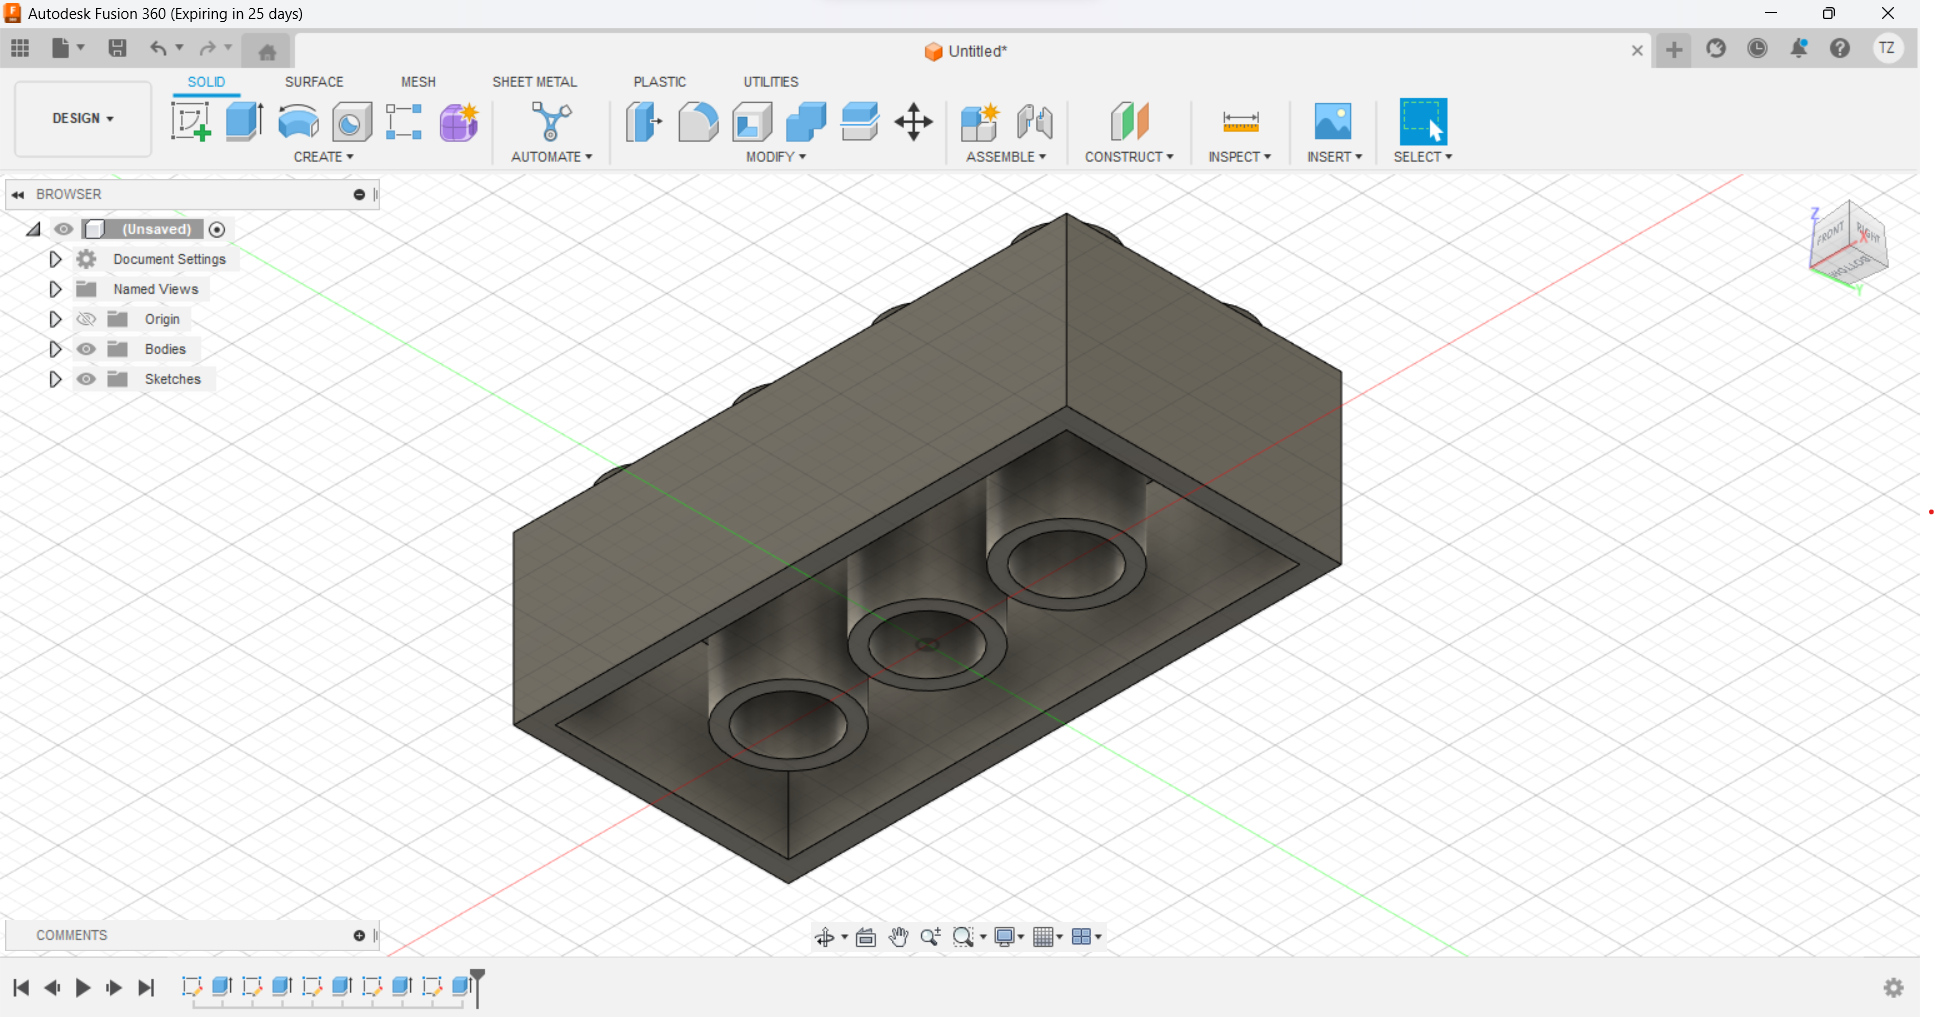 Autodesk Fusion 360 (Expiring in 25 days)
Untitled*
TZ
SOLID SURFACE MESH SHEET METAL PLASTIC UTILITIES
DESIGN
CREATE AUTOMATE MODIFY ASSEMBLE CONSTRUCT INSPECT INSERT SELECT
BROWSER
(Unsaved)
Document Settings
Named Views
Origin
Bodies
Sketches
Z
FRONT
RIGHT
X
BOTTOM
Y
COMMENTS